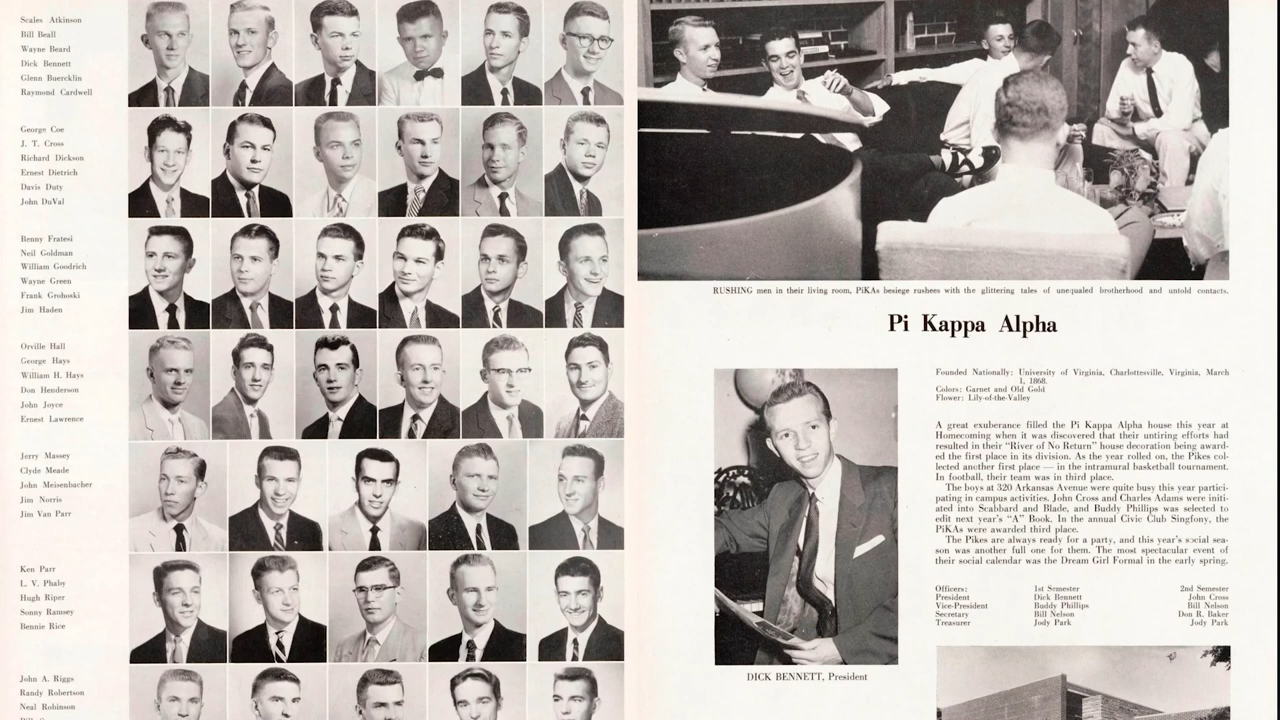 Scales Atkinson
Bill Beall
Wayne Beard
Dick Bennett
Glenn Buercklin
Raymond Cardwell
George Coe
J. T. Cross
Richard Dickson
Ernest Dietrich
Davis Duty
John DuVal
Benny Fratesi
Neil Goldman
William Goodrich
Wayne Green
Frank Grohoski
Jim Haden
Orville Hall
George Hays
William H. Hays
Don Henderson
John Joyce
Ernest Lawrence
Jerry Massey
Clyde Meade
John Meisenbacher
Jim Norris
Jim Van Parr
Ken Parr
L. V. Phaby
Hugh Riper
Sonny Ramsey
Bennie Rice
John A. Riggs
Randy Robertson
Neal Robinson
RUSHING men in their living room, PiKAs besiege rushees with the glittering tales of unequaled brotherhood and untold contacts.
Pi Kappa Alpha
Founded Nationally: University of Virginia, Charlottesville, Virginia, March
1, 1868.
Colors: Garnet and Old Gold
Flower: Lily-of-the-Valley
A great exuberance filled the Pi Kappa Alpha house this year at
Homecoming when it was discovered that their untiring efforts had
resulted in their "River of No Return" house decoration being award-
ed the first place in its division. As the year rolled on, the Pikes col-
lected another first place — in the intramural basketball tournament.
In football, their team was in third place.
The boys at 320 Arkansas Avenue were quite busy this year partici-
pating in campus activities. John Cross and Charles Adams were initi-
ated into Scabbard and Blade, and Buddy Phillips was selected to
edit next year's "A" Book. In the annual Civic Club Singfony, the
PiKAs were awarded third place.
The Pikes are always ready for a party, and this year's social sea-
son was another full one for them. The most spectacular event of
their social calendar was the Dream Girl Formal in the early spring.
Officers: 1st Semester 2nd Semester
President Dick Bennett John Cross
Vice-President Buddy Phillips Bill Nelson
Secretary Bill Nelson Don R. Baker
Treasurer Jody Park Jody Park
DICK BENNETT, President